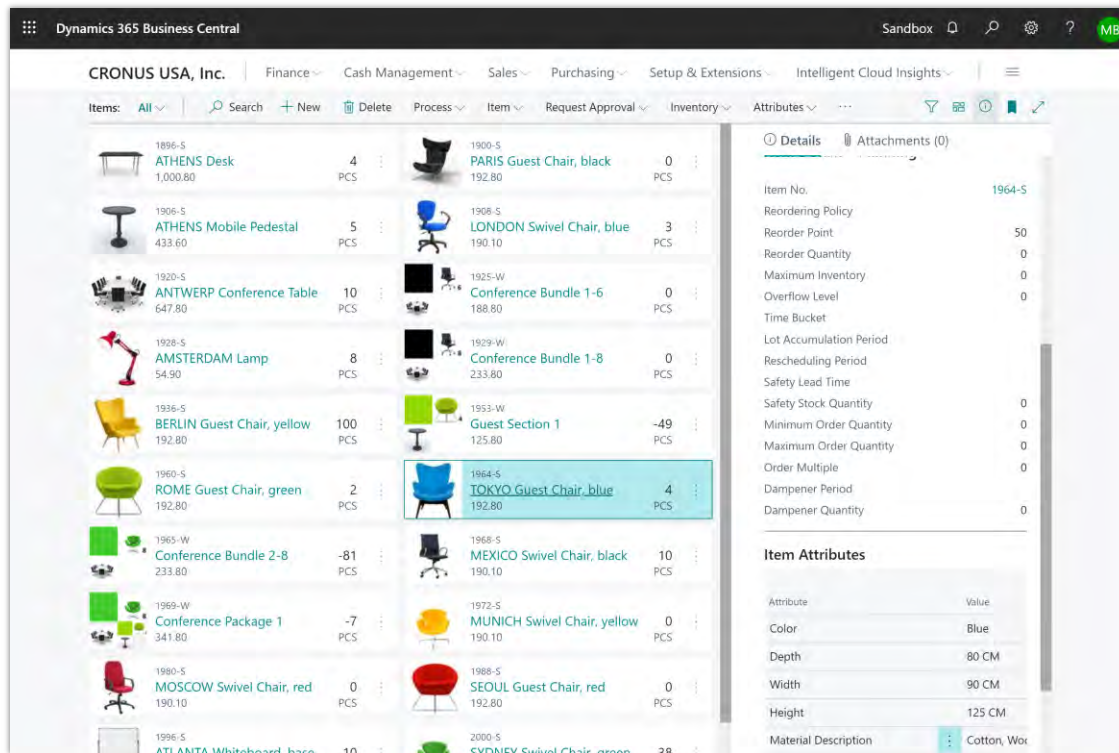 Dynamics 365 Business Central
Sandbox
?
MB
CRONUS USA, Inc.
Finance
Cash Management
Sales
Purchasing
Setup & Extensions
Intelligent Cloud Insights
Items: All
Search
+ New
Delete
Process
Item
Request Approval
Inventory
Attributes
...
1896-S
ATHENS Desk 4
1,000.80 PCS
1900-S
PARIS Guest Chair, black 0
192.80 PCS
1906-S
ATHENS Mobile Pedestal 5
433.60 PCS
1908-S
LONDON Swivel Chair, blue 3
190.10 PCS
1920-S
ANTWERP Conference Table 10
647.80 PCS
1925-W
Conference Bundle 1-6 0
188.80 PCS
1928-S
AMSTERDAM Lamp 8
54.90 PCS
1929-W
Conference Bundle 1-8 0
233.80 PCS
1936-S
BERLIN Guest Chair, yellow 100
192.80 PCS
1953-W
Guest Section 1 -49
125.80 PCS
1960-S
ROME Guest Chair, green 2
192.80 PCS
1964-S
TOKYO Guest Chair, blue 4
192.80 PCS
1965-W
Conference Bundle 2-8 -81
233.80 PCS
1968-S
MEXICO Swivel Chair, black 10
190.10 PCS
1969-W
Conference Package 1 -7
341.80 PCS
1972-S
MUNICH Swivel Chair, yellow 0
190.10 PCS
1980-S
MOSCOW Swivel Chair, red 0
190.10 PCS
1988-S
SEOUL Guest Chair, red 0
192.80 PCS
1996-S
ATLANTA Whiteboard, base 10
2000-S
SYDNEY Swivel Chair, green 38
Details
Attachments (0)
Item No. 1964-S
Reordering Policy
Reorder Point 50
Reorder Quantity 0
Maximum Inventory 0
Overflow Level 0
Time Bucket
Lot Accumulation Period
Rescheduling Period
Safety Lead Time
Safety Stock Quantity 0
Minimum Order Quantity 0
Maximum Order Quantity 0
Order Multiple 0
Dampener Period
Dampener Quantity 0
Item Attributes
Attribute Value
Color Blue
Depth 80 CM
Width 90 CM
Height 125 CM
Material Description Cotton, Woo